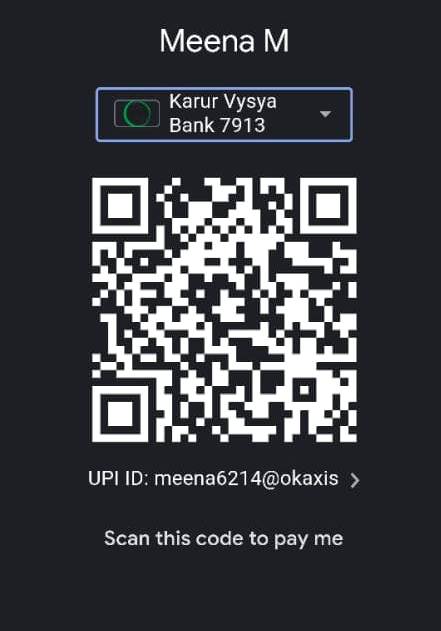 Meena M
Karur Vysya
Bank 7913
UPI ID: meena6214@okaxis
Scan this code to pay me